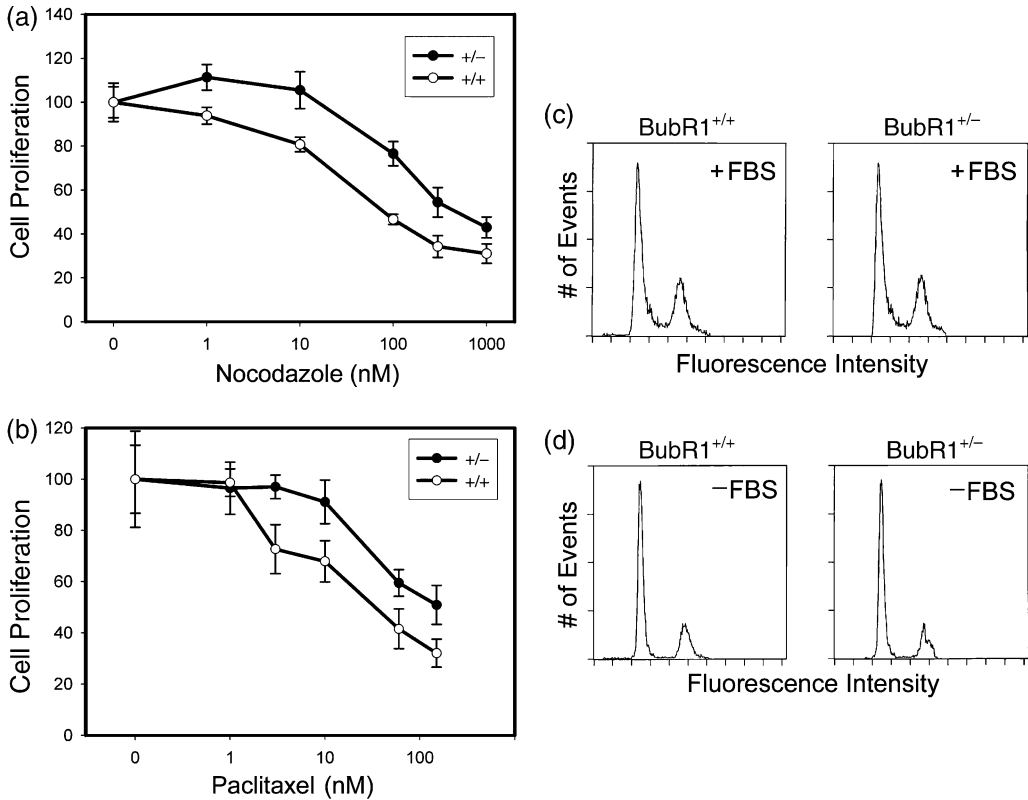 (a)
140
120
100
80
60
40
20
0
Cell Proliferation
+/−
+/+
0 1 10 100 1000
Nocodazole (nM)
(b)
120
100
80
60
40
20
0
Cell Proliferation
+/−
+/+
0 1 10 100
Paclitaxel (nM)
(c)
BubR1+/+ BubR1+/−
+FBS +FBS
# of Events
Fluorescence Intensity
(d)
BubR1+/+ BubR1+/−
−FBS −FBS
# of Events
Fluorescence Intensity